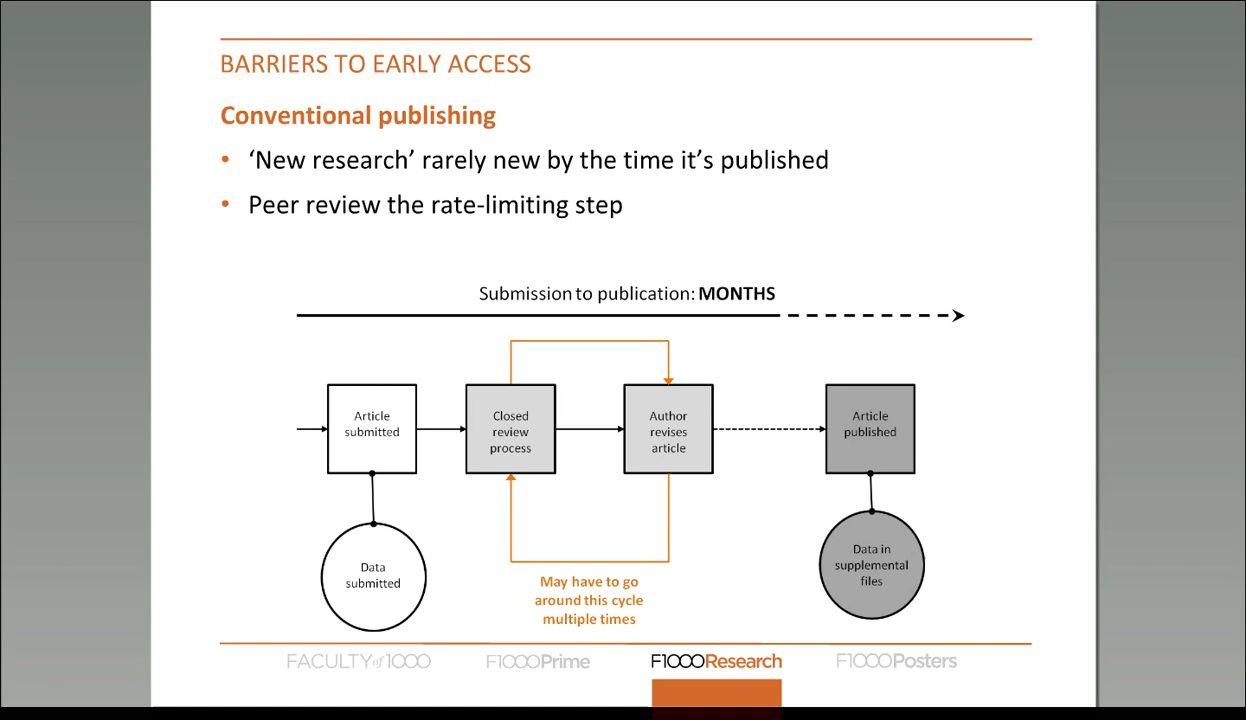 BARRIERS TO EARLY ACCESS
Conventional publishing
• ‘New research’ rarely new by the time it’s published
• Peer review the rate-limiting step
Submission to publication: MONTHS
Article
submitted
Closed
review
process
Author
revises
article
Article
published
Data
submitted
Data in
supplemental
files
May have to go
around this cycle
multiple times
FACULTY of 1000
F1000Prime
F1000Research
F1000Posters